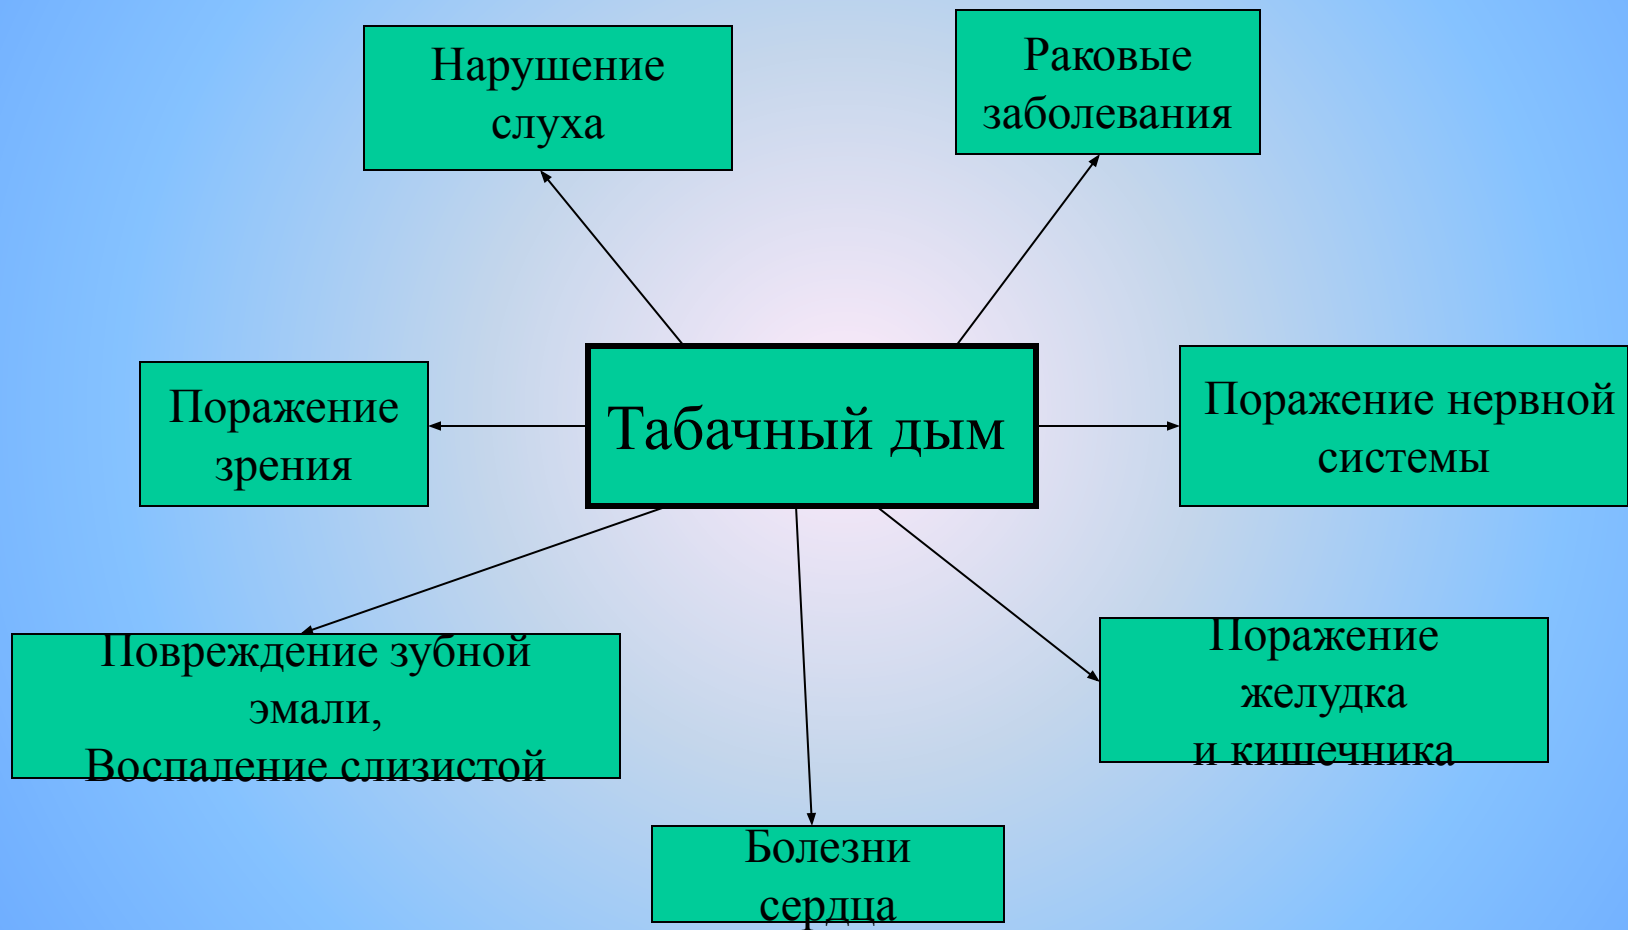 Нарушение
слуха
Раковые
заболевания
Поражение
зрения
Табачный дым
Поражение нервной
системы
Повреждение зубной
эмали,
Воспаление слизистой
Поражение
желудка
и кишечника
Болезни
сердца